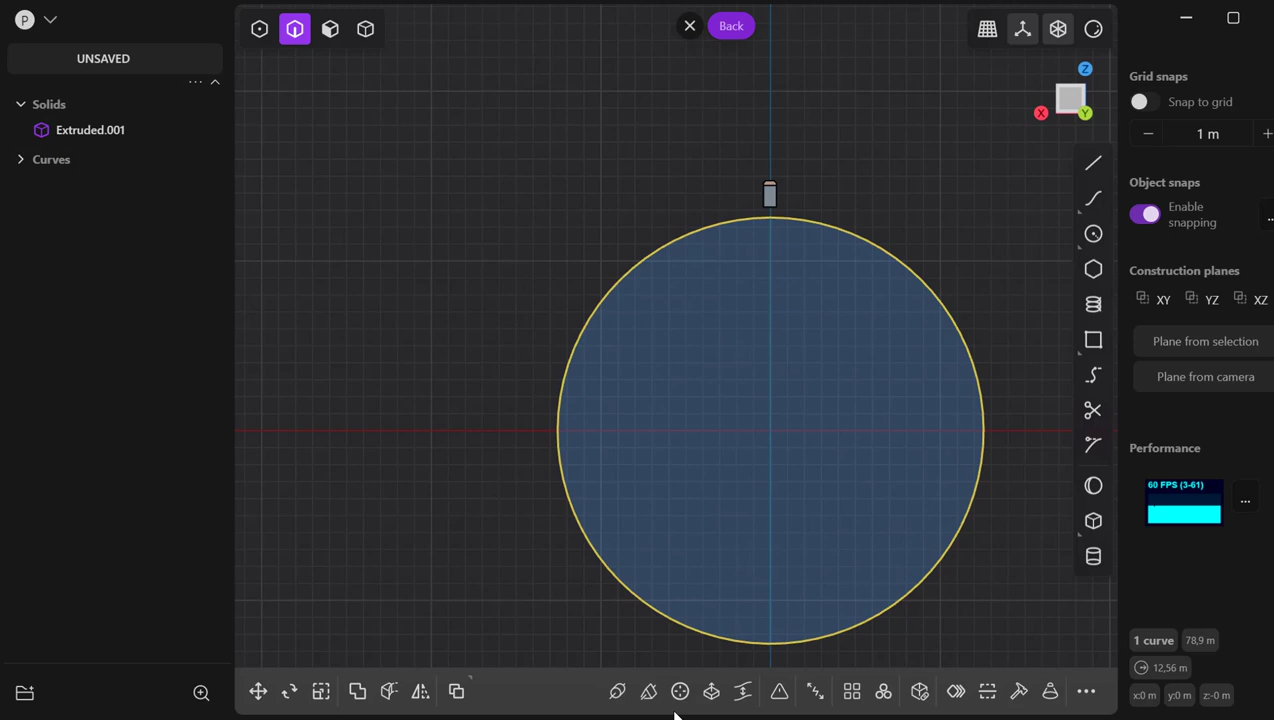 P
UNSAVED
Solids
Extruded.001
Curves
Back
Z
X
Y
Grid snaps
Snap to grid
1 m
Object snaps
Enable
snapping
Construction planes
XY
YZ
XZ
Plane from selection
Plane from camera
Performance
60 FPS (3-61)
1 curve
78,9 m
12,56 m
x:0 m
y:0 m
z:-0 m